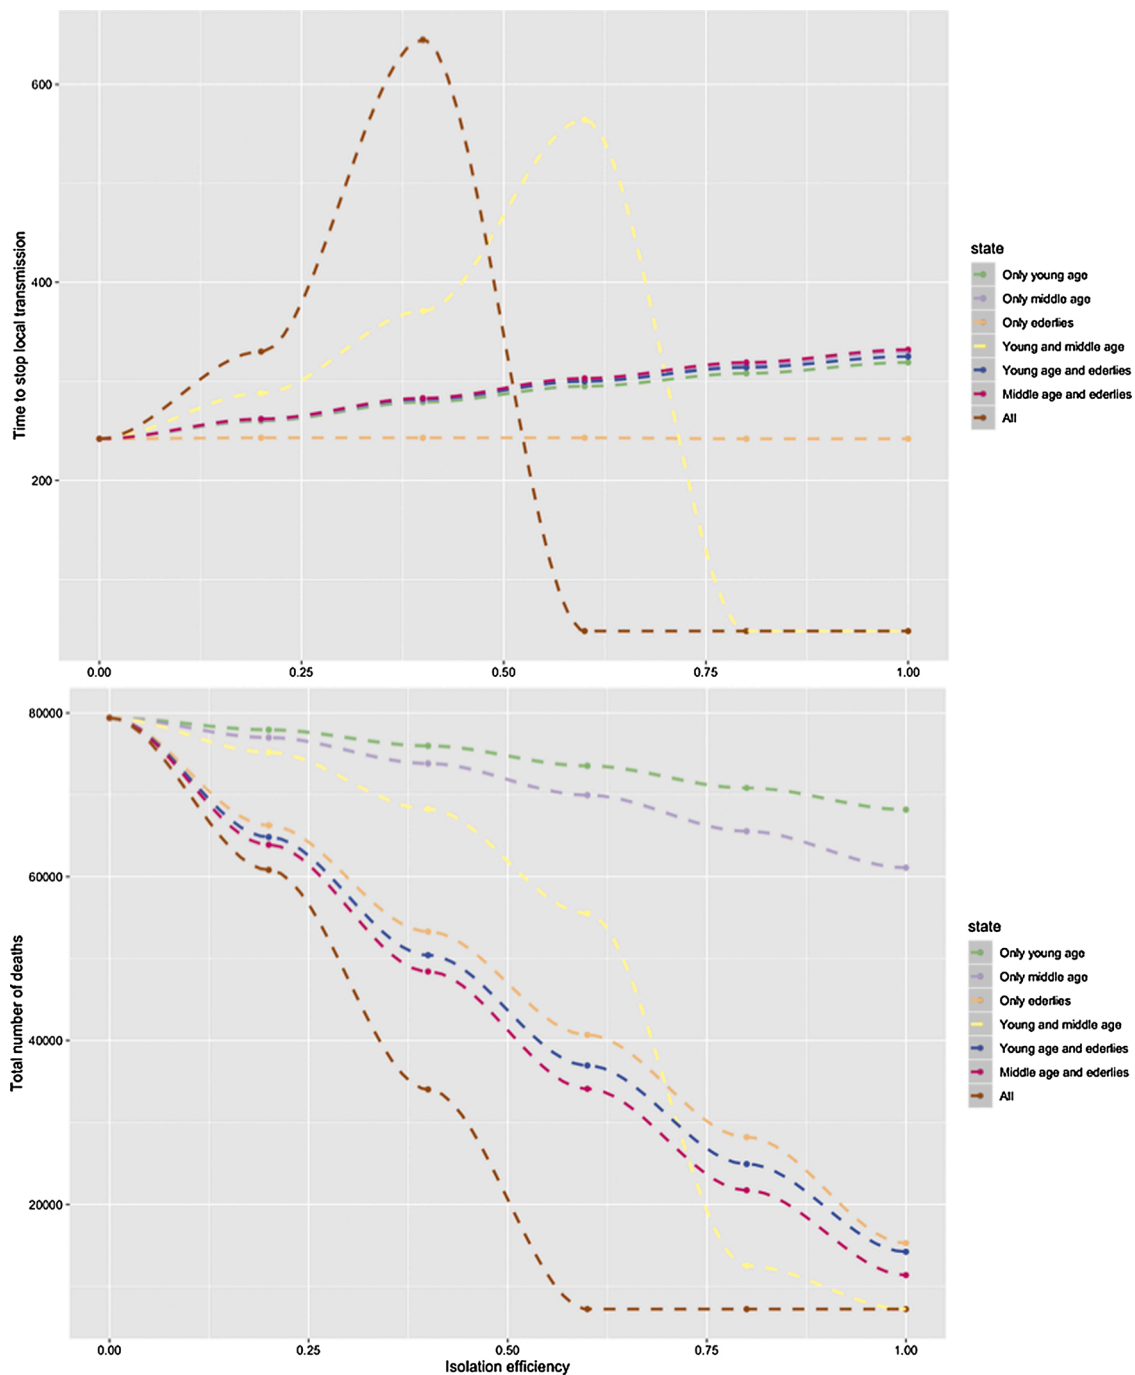 Time to stop local transmission
600
400
200
0.00 0.25 0.50 0.75 1.00
state
Only young age
Only middle age
Only ederlies
Young and middle age
Young age and ederlies
Middle age and ederlies
All
Total number of deaths
80000
60000
40000
20000
0.00 0.25 0.50 0.75 1.00
Isolation efficiency
state
Only young age
Only middle age
Only ederlies
Young and middle age
Young age and ederlies
Middle age and ederlies
All